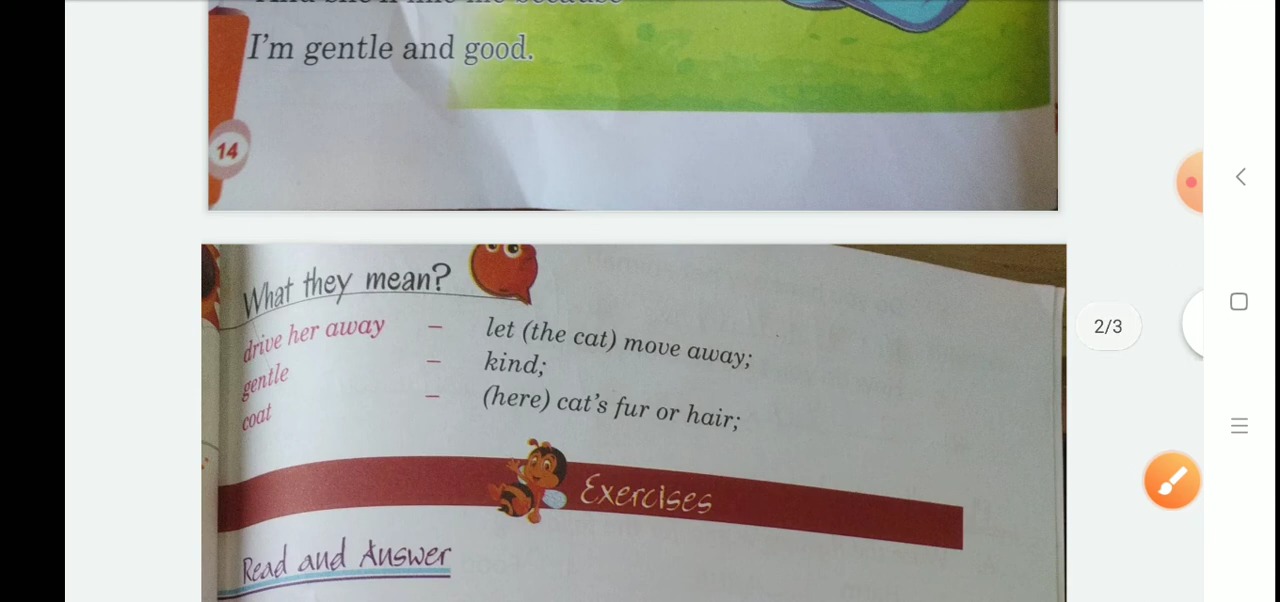 I'm gentle and good.
14
What they mean?
drive her away – let (the cat) move away;
gentle – kind;
coat – (here) cat's fur or hair;
2/3
Exercises
Read and Answer